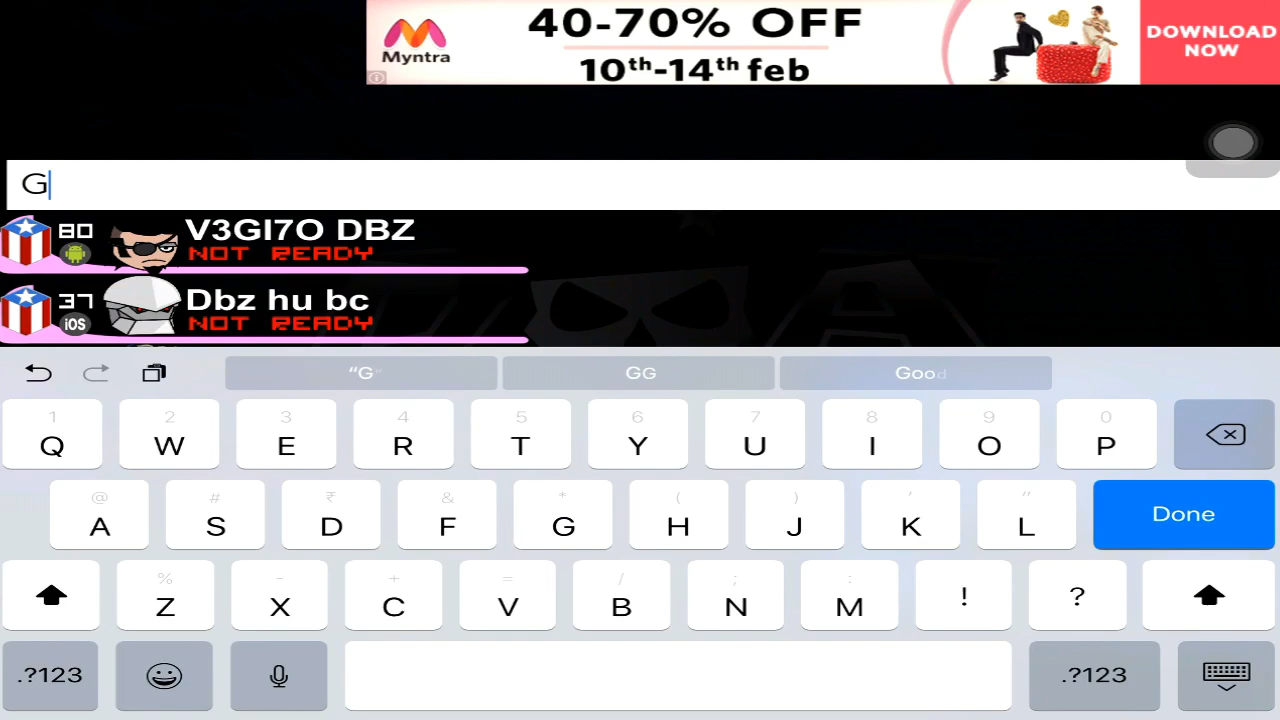 40-70% OFF
Myntra
10th-14th feb
DOWNLOAD
NOW
G
80
V3GI7O DBZ
NOT READY
37
iOS
Dbz hu bc
NOT READY
“G”
GG
Good
1 2 3 4 5 6 7 8 9 0
Q W E R T Y U I O P
@ # ₹ & * ( ) ' "
A S D F G H J K L
Done
% - + = / ; :
Z X C V B N M ! ?
.?123
.?123